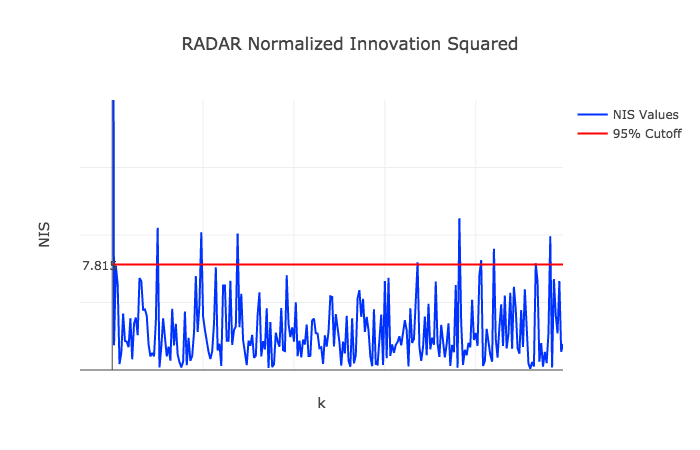 RADAR Normalized Innovation Squared
NIS Values
95% Cutoff
NIS
7.815
k